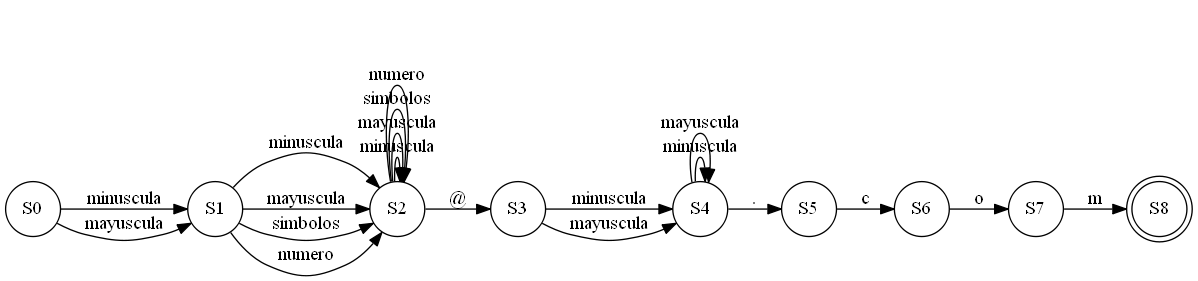 numero
simbolos
mayuscula
minuscula
mayuscula
minuscula
minuscula
S0
minuscula
mayuscula
S1
mayuscula
simbolos
numero
S2
@
S3
minuscula
mayuscula
S4
.
S5
c
S6
o
S7
m
S8